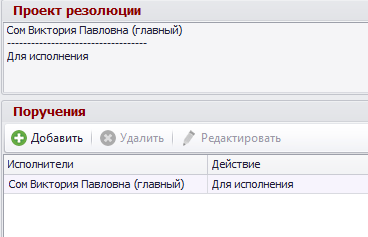 Проект резолюции
Сом Виктория Павловна (главный)
-----------------------------------
Для исполнения
Поручения
Добавить Удалить Редактировать
Исполнители Действие
Сом Виктория Павловна (главный) Для исполнения